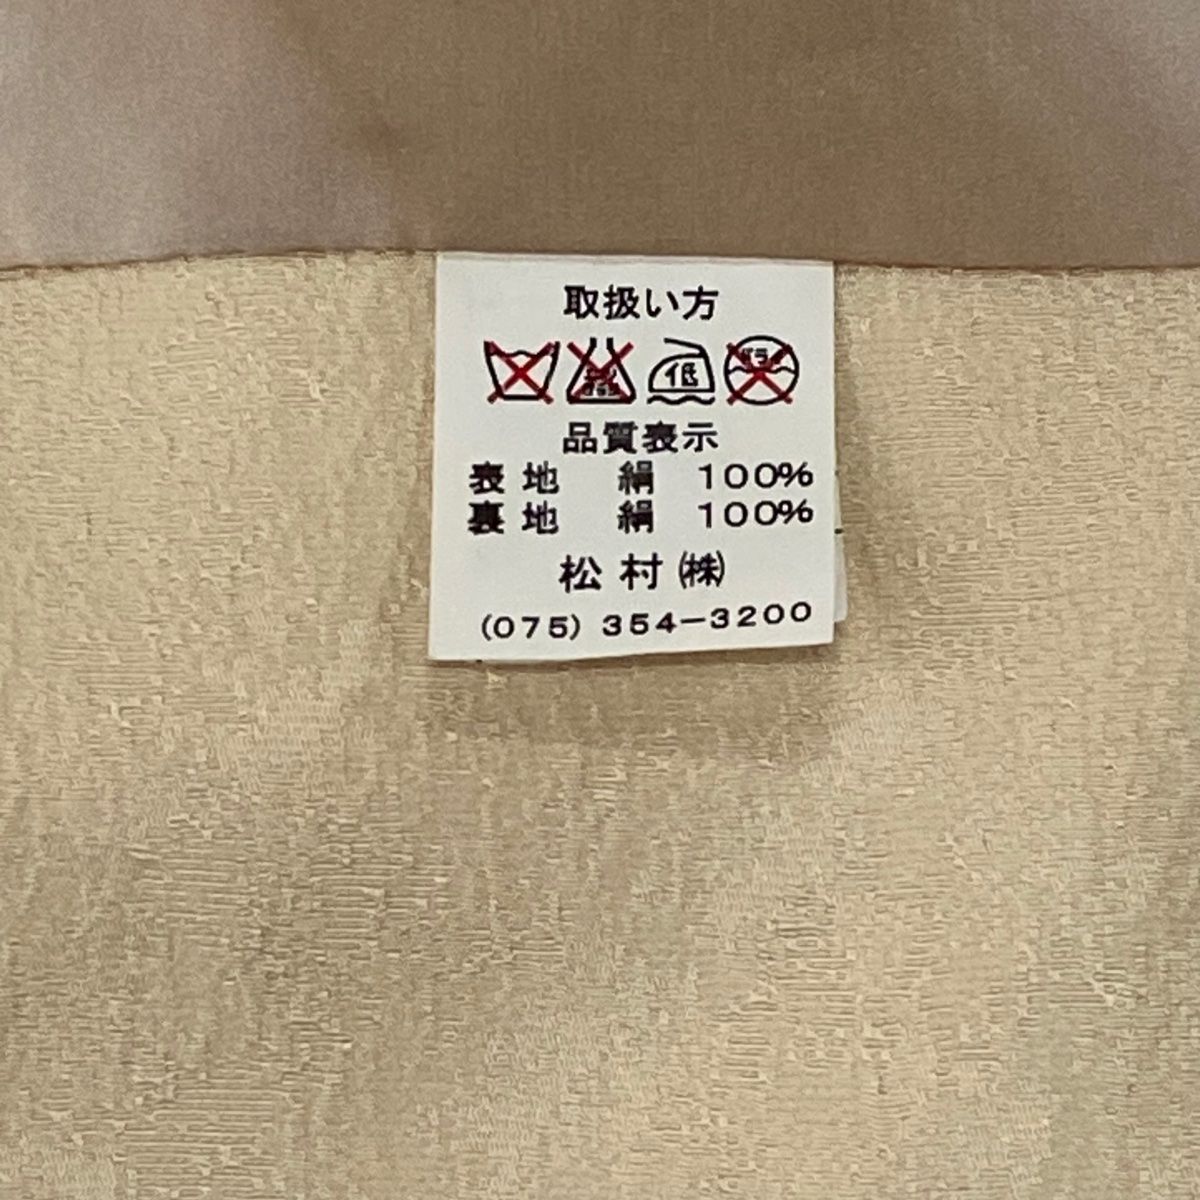 取扱い方
低
品質表示
表地 絹 100%
裏地 絹 100%
松村㈱
(075) 354-3200